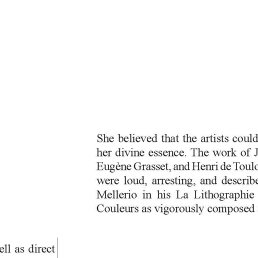 She believed that the artists could
her divine essence. The work of J
Eugène Grasset, and Henri de Toulo
were loud, arresting, and describe
Mellerio in his La Lithographie
Couleurs as vigorously composed
ell as direct